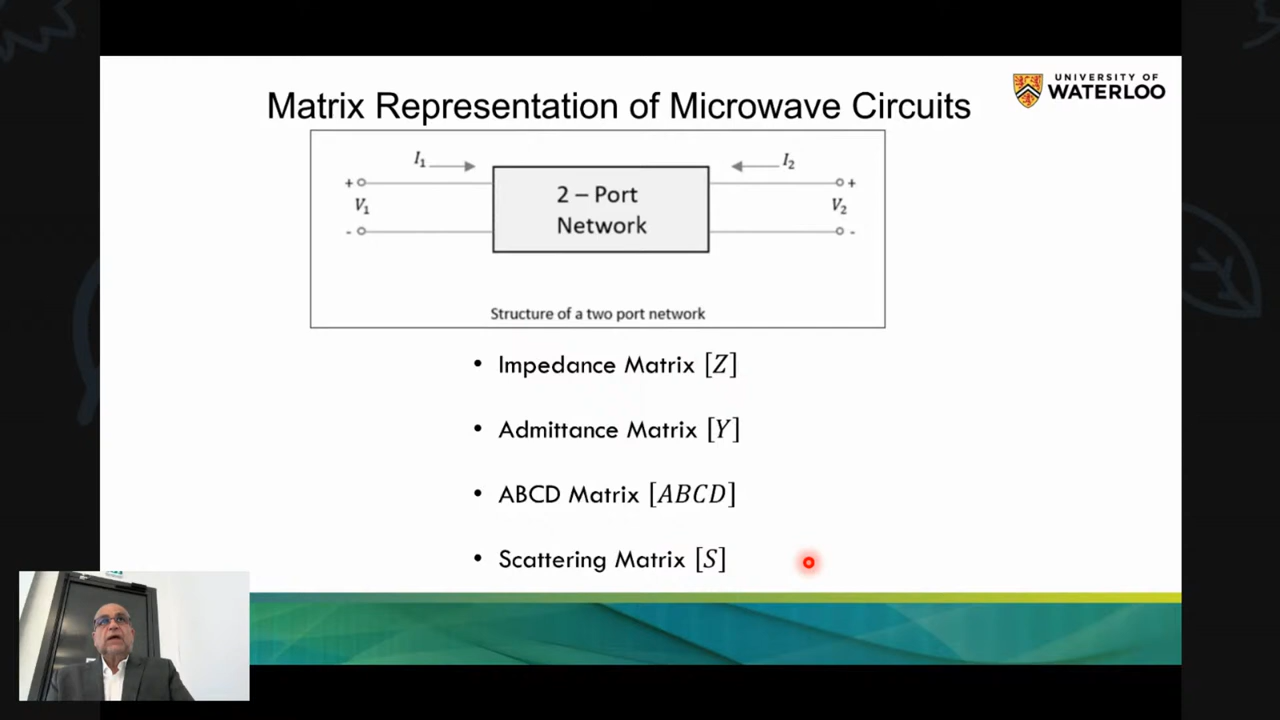 UNIVERSITY OF
WATERLOO
Matrix Representation of Microwave Circuits
I₁
I₂
+
+
2 – Port
V₁
V₂
Network
-
-
Structure of a two port network
• Impedance Matrix [Z]
• Admittance Matrix [Y]
• ABCD Matrix [ABCD]
• Scattering Matrix [S]